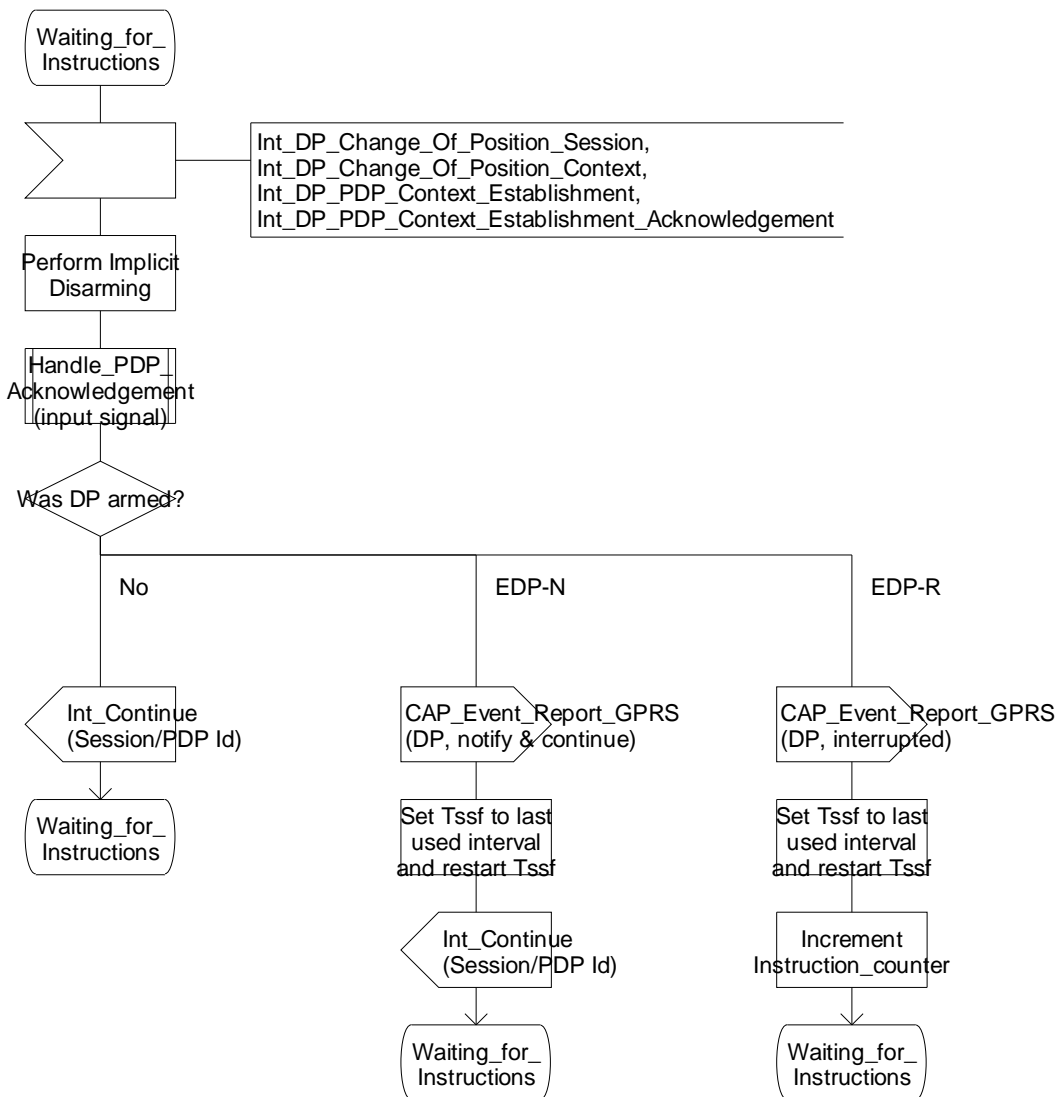 Waiting_for_
Instructions
Int_DP_Change_Of_Position_Session,
Int_DP_Change_Of_Position_Context,
Int_DP_PDP_Context_Establishment,
Int_DP_PDP_Context_Establishment_Acknowledgement
Perform Implicit
Disarming
Handle_PDP_
Acknowledgement
(input signal)
Was DP armed?
No
EDP-N
EDP-R
Int_Continue
(Session/PDP Id)
CAP_Event_Report_GPRS
(DP, notify & continue)
CAP_Event_Report_GPRS
(DP, interrupted)
Waiting_for_
Instructions
Set Tssf to last
used interval
and restart Tssf
Set Tssf to last
used interval
and restart Tssf
Int_Continue
(Session/PDP Id)
Increment
Instruction_counter
Waiting_for_
Instructions
Waiting_for_
Instructions